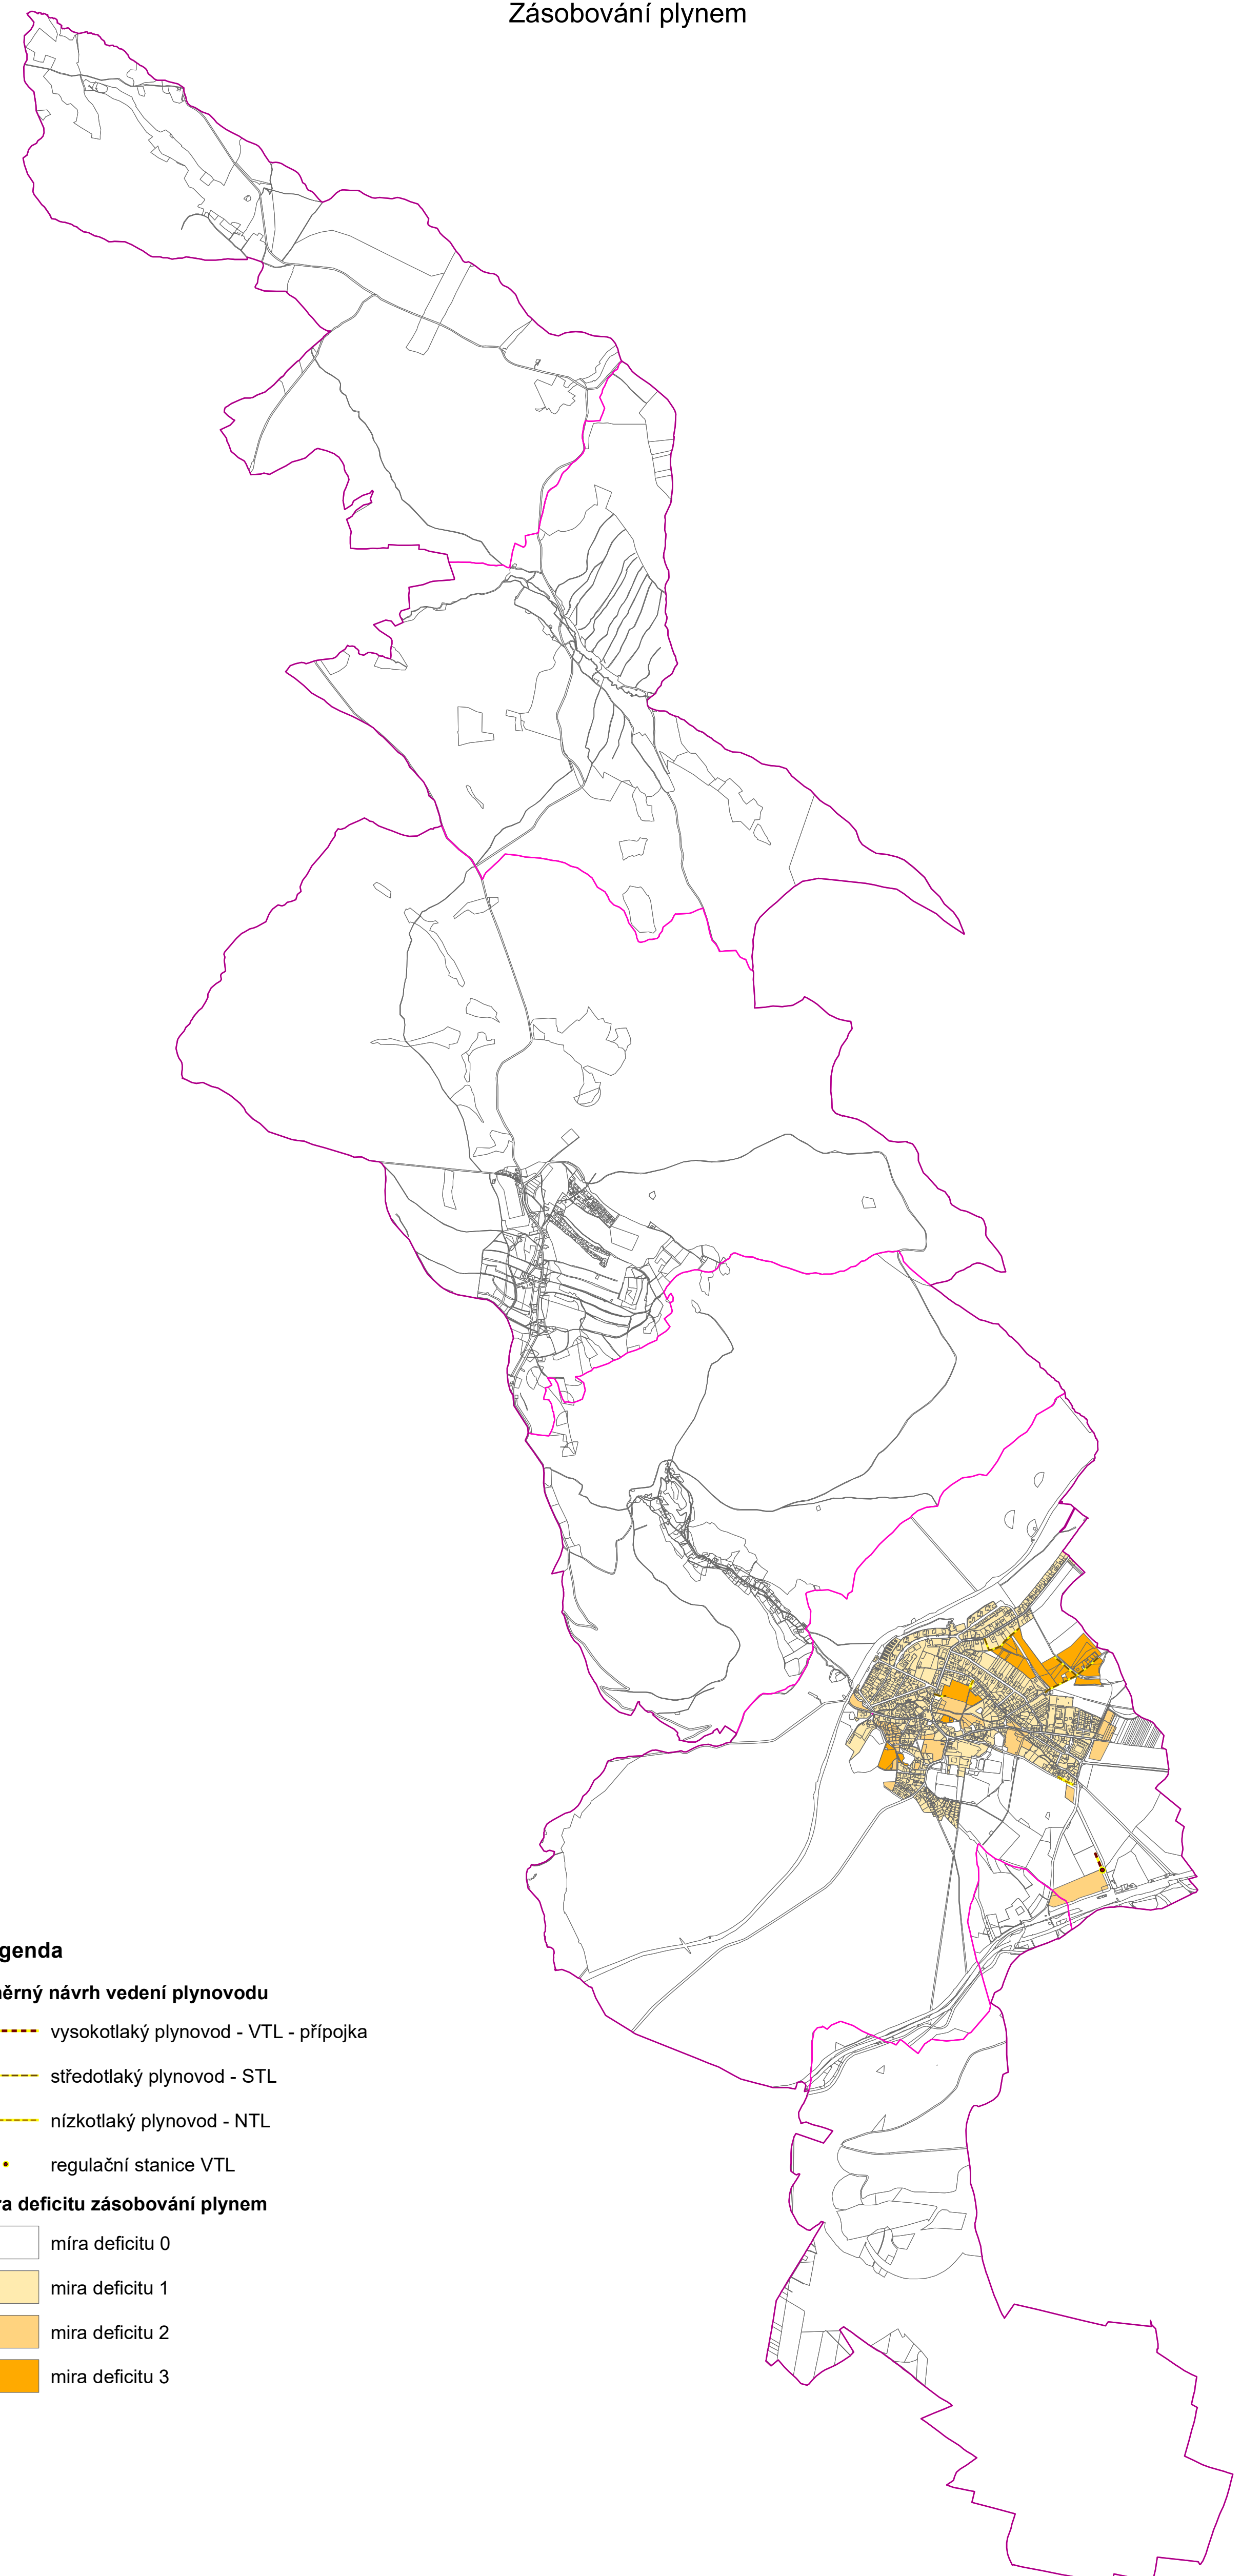 Zásobování plynem
genda
ěrný návrh vedení plynovodu
vysokotlaký plynovod - VTL - přípojka
středotlaký plynovod - STL
nízkotlaký plynovod - NTL
regulační stanice VTL
ra deficitu zásobování plynem
míra deficitu 0
mira deficitu 1
mira deficitu 2
mira deficitu 3